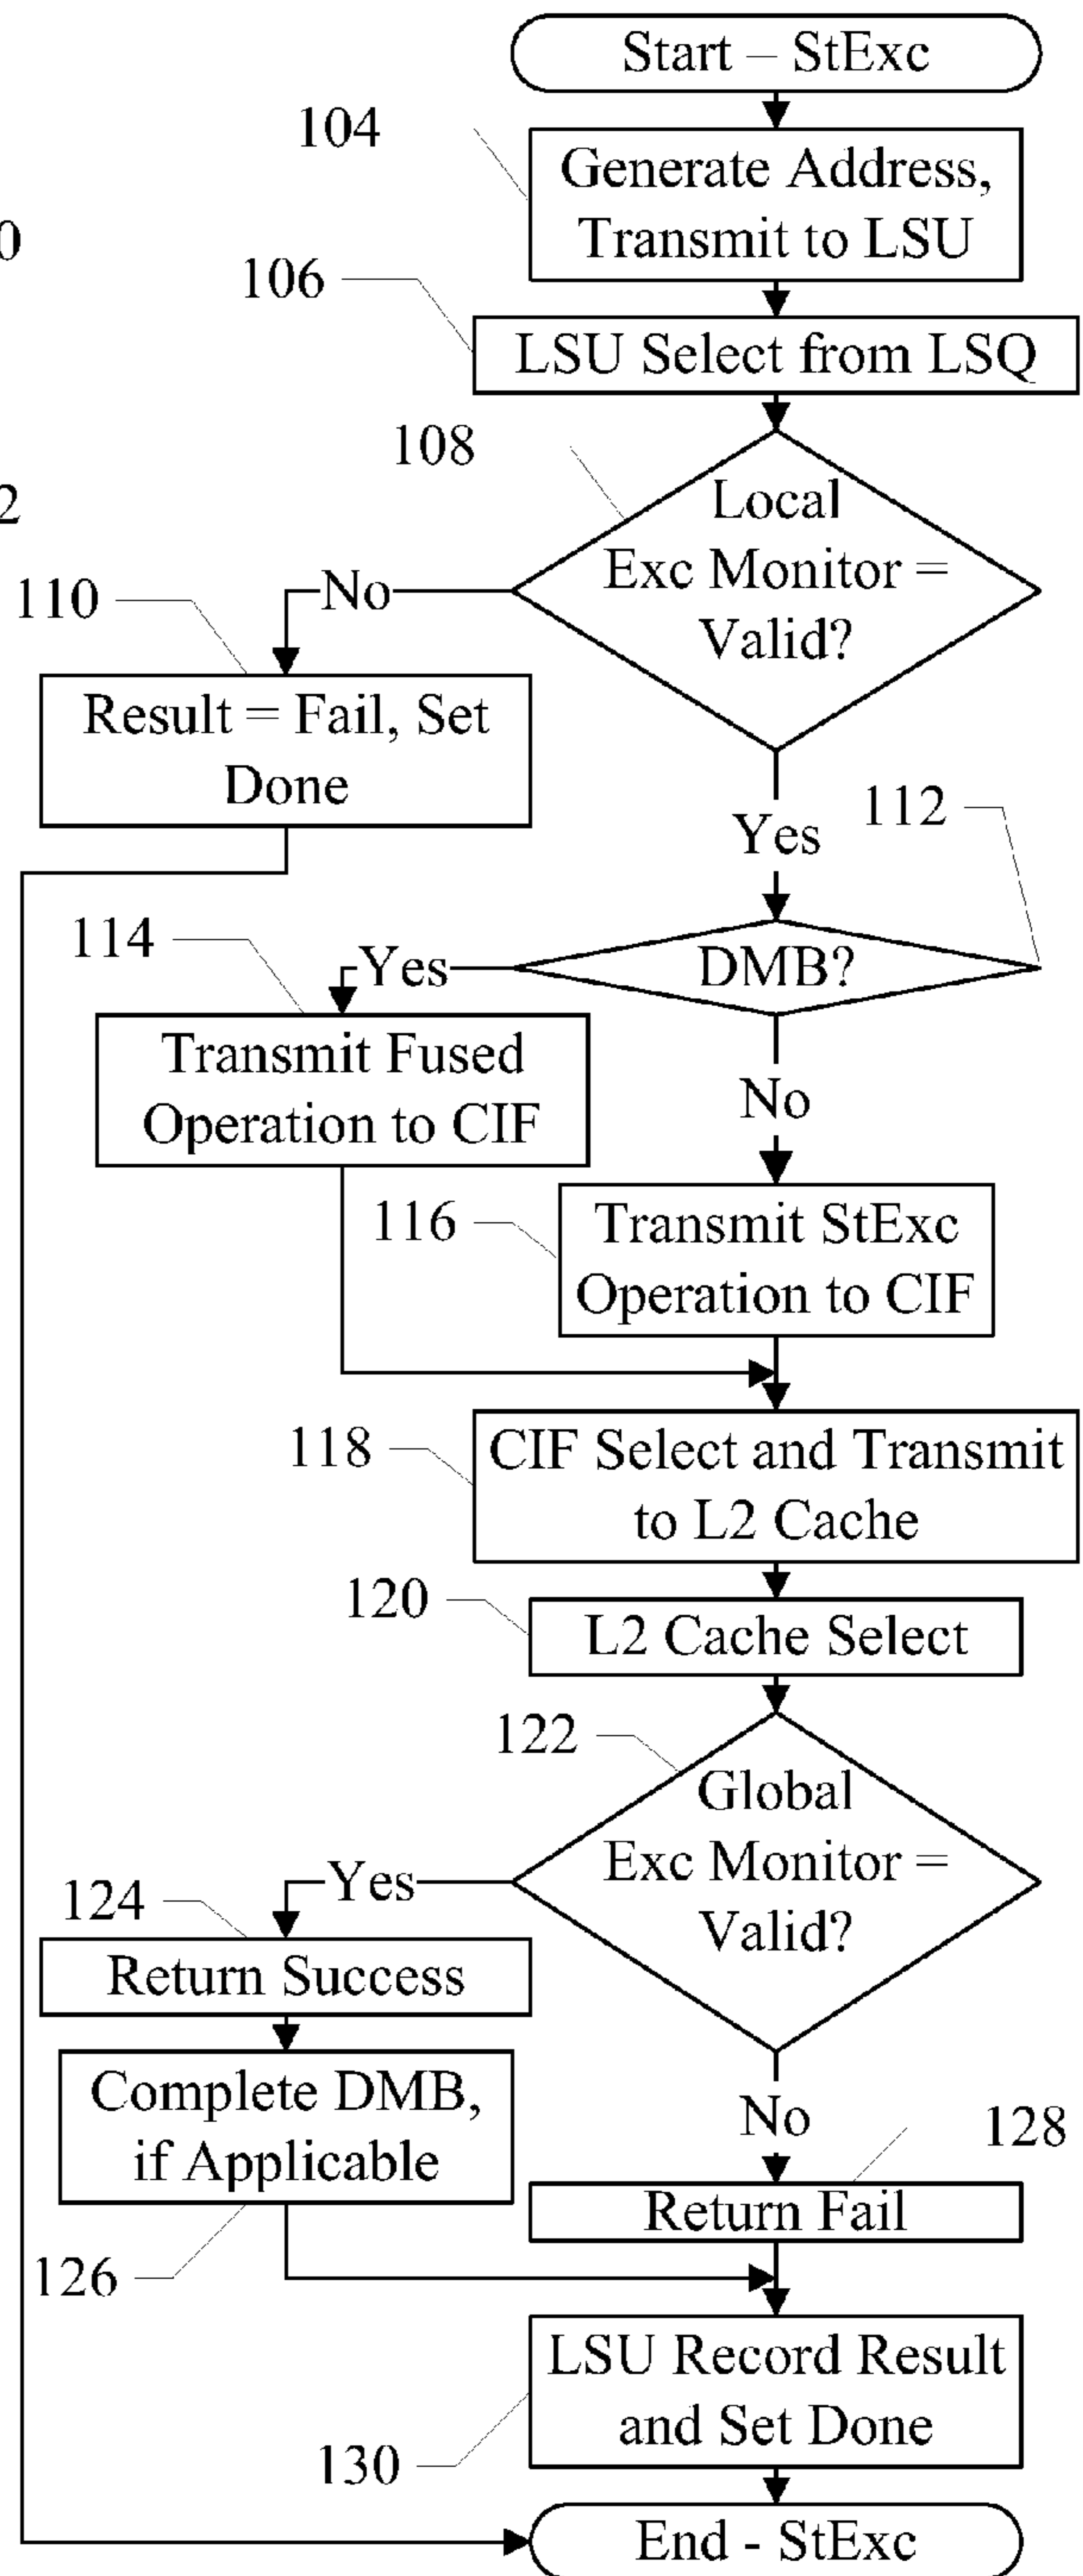 Start – StExc
104
Generate Address,
Transmit to LSU
0
106
LSU Select from LSQ
108
Local
Exc Monitor =
Valid?
2
110
No
Result = Fail, Set
Done
Yes
112
114
Yes
DMB?
Transmit Fused
Operation to CIF
No
116
Transmit StExc
Operation to CIF
118
CIF Select and Transmit
to L2 Cache
120
L2 Cache Select
122
Global
Exc Monitor =
Valid?
124
Yes
Return Success
Complete DMB,
if Applicable
No
128
Return Fail
126
LSU Record Result
and Set Done
130
End - StExc